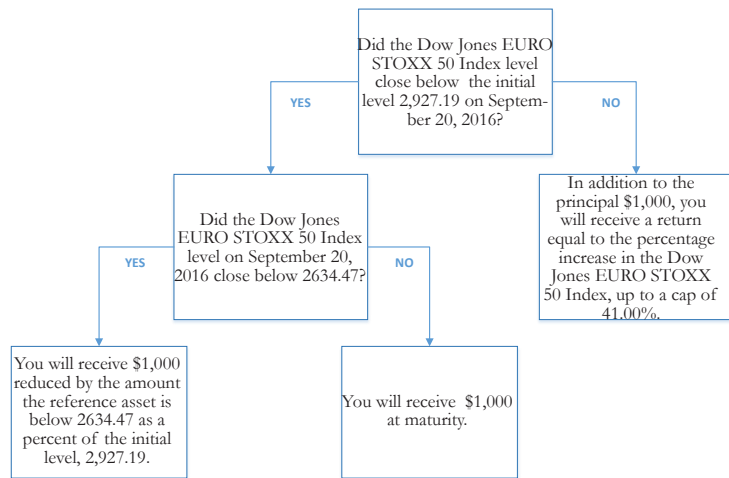 Did the Dow Jones EURO
STOXX 50 Index level
close below the initial
level 2,927.19 on Septem-
ber 20, 2016?
YES
NO
Did the Dow Jones
EURO STOXX 50 Index
level on September 20,
2016 close below 2634.47?
In addition to the
principal $1,000, you
will receive a return
equal to the percentage
increase in the Dow
Jones EURO STOXX
50 Index, up to a cap of
41.00%.
YES
NO
You will receive $1,000
reduced by the amount
the reference asset is
below 2634.47 as a
percent of the initial
level, 2,927.19.
You will receive $1,000
at maturity.